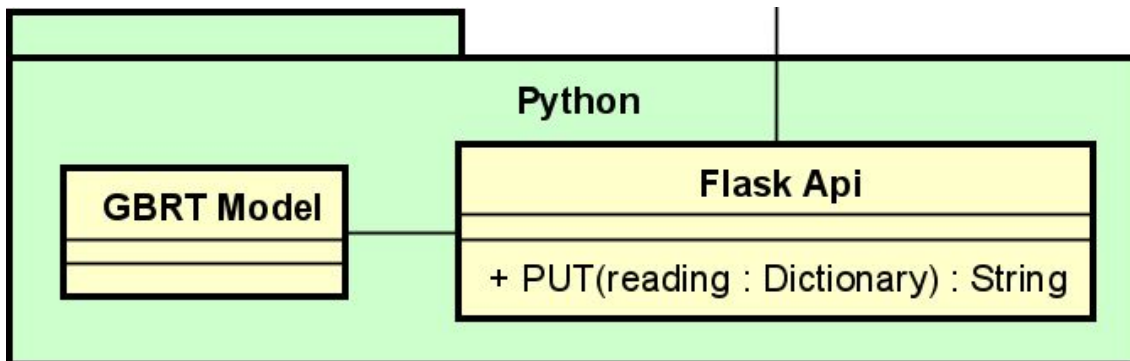 Python
GBRT Model
Flask Api
+ PUT(reading : Dictionary) : String